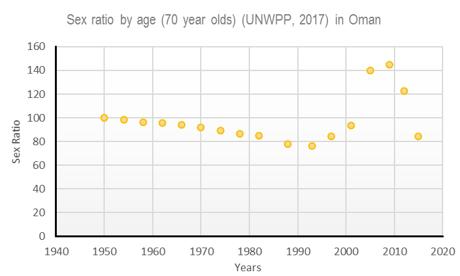 Sex ratio by age (70 year olds) (UNWPP, 2017) in Oman
160
140
120
100
80
60
40
20
0
Sex Ratio
1940 1950 1960 1970 1980 1990 2000 2010 2020
Years